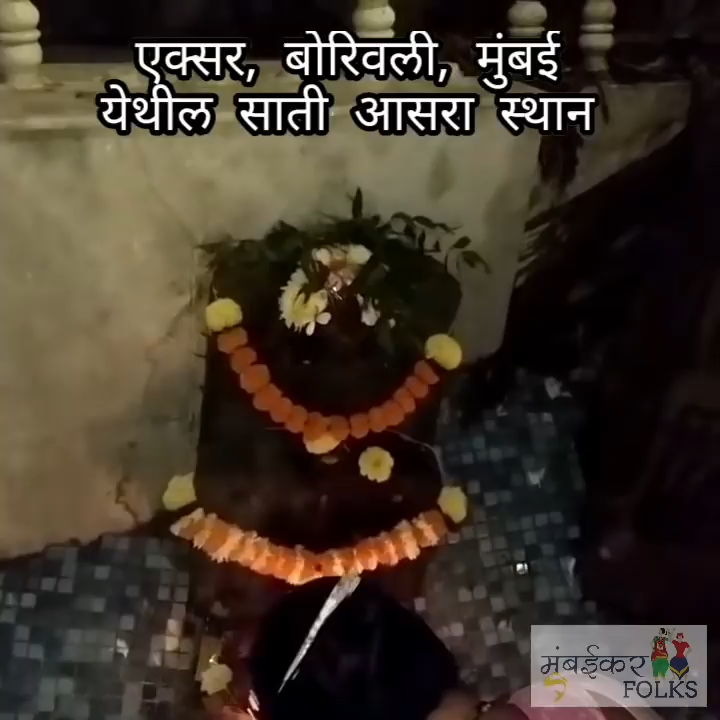 एक्सर, बोरिवली, मुंबई
येथील साती आसरा स्थान
मुंबईकर
FOLKS